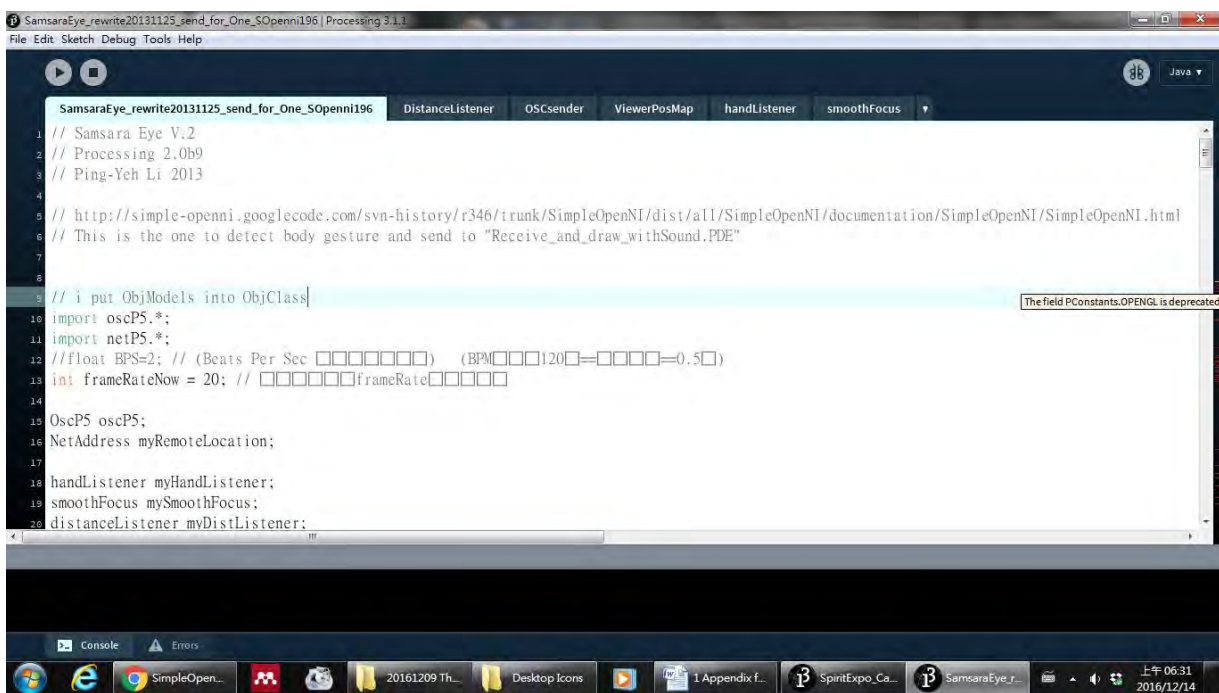 SamsaraEye_rewrite20131125_send_for_One_SOpenni196 | Processing 3.1.1
File Edit Sketch Debug Tools Help
Java ▾
SamsaraEye_rewrite20131125_send_for_One_SOpenni196 DistanceListener OSCsender ViewerPosMap handListener smoothFocus ▾
1 // Samsara Eye V.2
2 // Processing 2.0b9
3 // Ping-Yeh Li 2013
4
5 // http://simple-openni.googlecode.com/svn-history/r346/trunk/SimpleOpenNI/dist/all/SimpleOpenNI/documentation/SimpleOpenNI/SimpleOpenNI.html
6 // This is the one to detect body gesture and send to "Receive_and_draw_withSound.PDE"
7
8
9 // i put ObjModels into ObjClass
The field PConstants.OPENGL is deprecated
10 import oscP5.*;
11 import netP5.*;
12 //float BPS=2; // (Beats Per Sec □□□□□□□) (BPM□□□120□==□□□□==0.5□)
13 int frameRateNow = 20; // □□□□□□frameRate□□□□□
14
15 OscP5 oscP5;
16 NetAddress myRemoteLocation;
17
18 handListener myHandListener;
19 smoothFocus mySmoothFocus;
20 distanceListener myDistListener;
Console Errors
SimpleOpen... 20161209 Th... Desktop Icons 1 Appendix f... SpiritExpo_Ca... SamsaraEye_r... 上午 06:31
2016/12/14